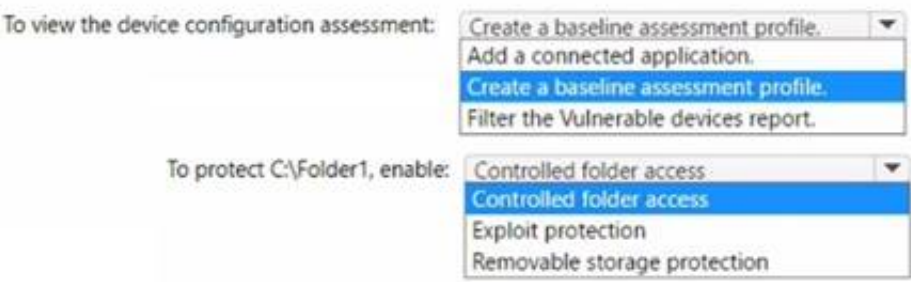 To view the device configuration assessment: Create a baseline assessment profile.
Add a connected application.
Create a baseline assessment profile.
Filter the Vulnerable devices report.
To protect C:\Folder1, enable: Controlled folder access
Controlled folder access
Exploit protection
Removable storage protection